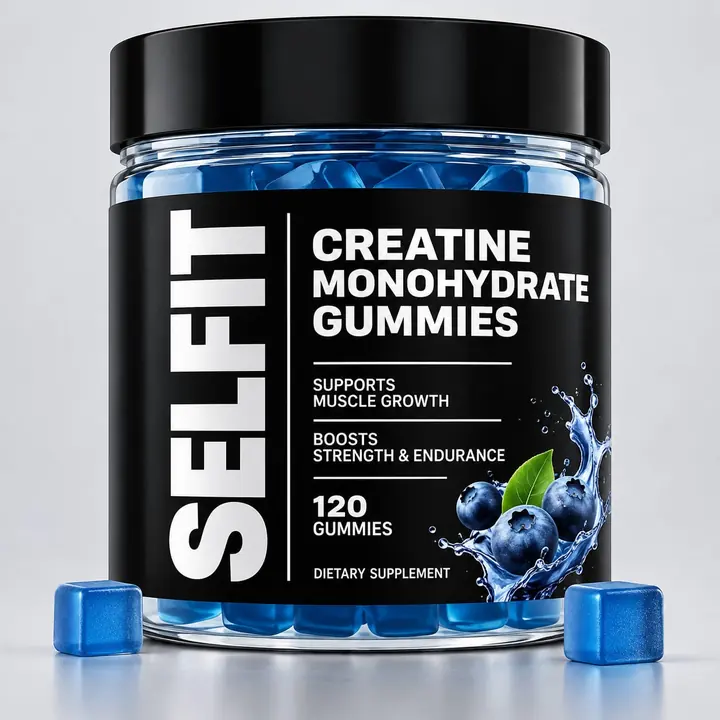 SELFIT
CREATINE
MONOHYDRATE
GUMMIES
SUPPORTS
MUSCLE GROWTH
BOOSTS
STRENGTH & ENDURANCE
120
GUMMIES
DIETARY SUPPLEMENT